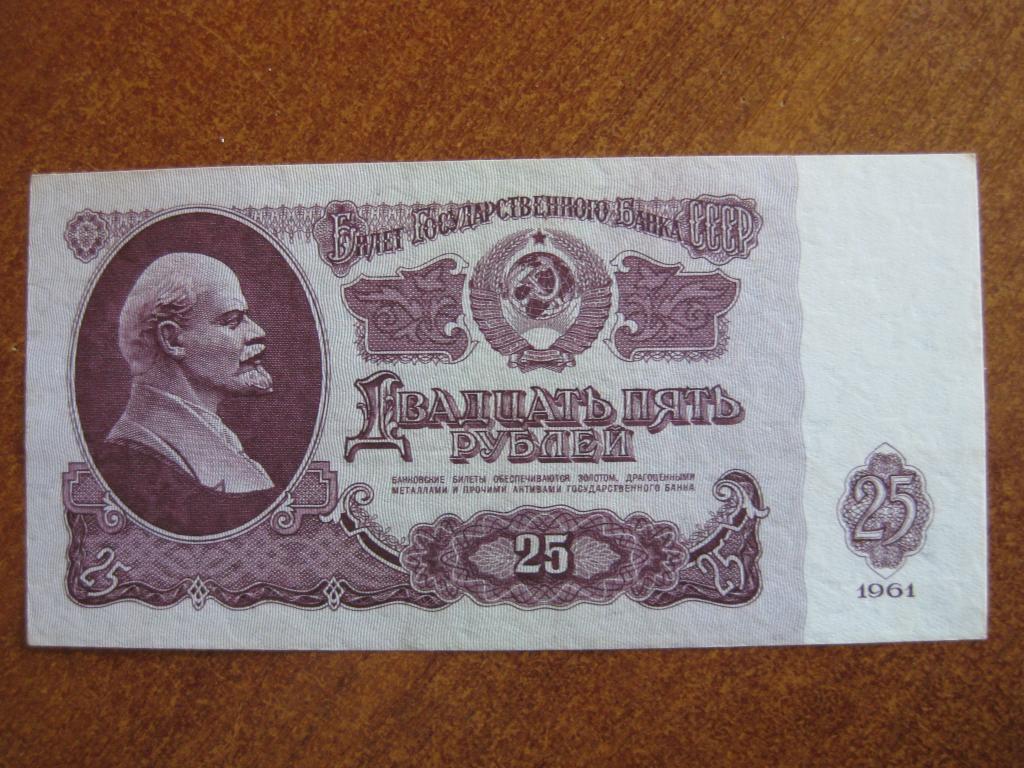 Билет Государственного Банка СССР
Двадцать пять
рублей
БАНКОВСКИЕ БИЛЕТЫ ОБЕСПЕЧИВАЮТСЯ ЗОЛОТОМ, ДРАГОЦЕННЫМИ
МЕТАЛЛАМИ И ПРОЧИМИ АКТИВАМИ ГОСУДАРСТВЕННОГО БАНКА
25
25
25
25
1961